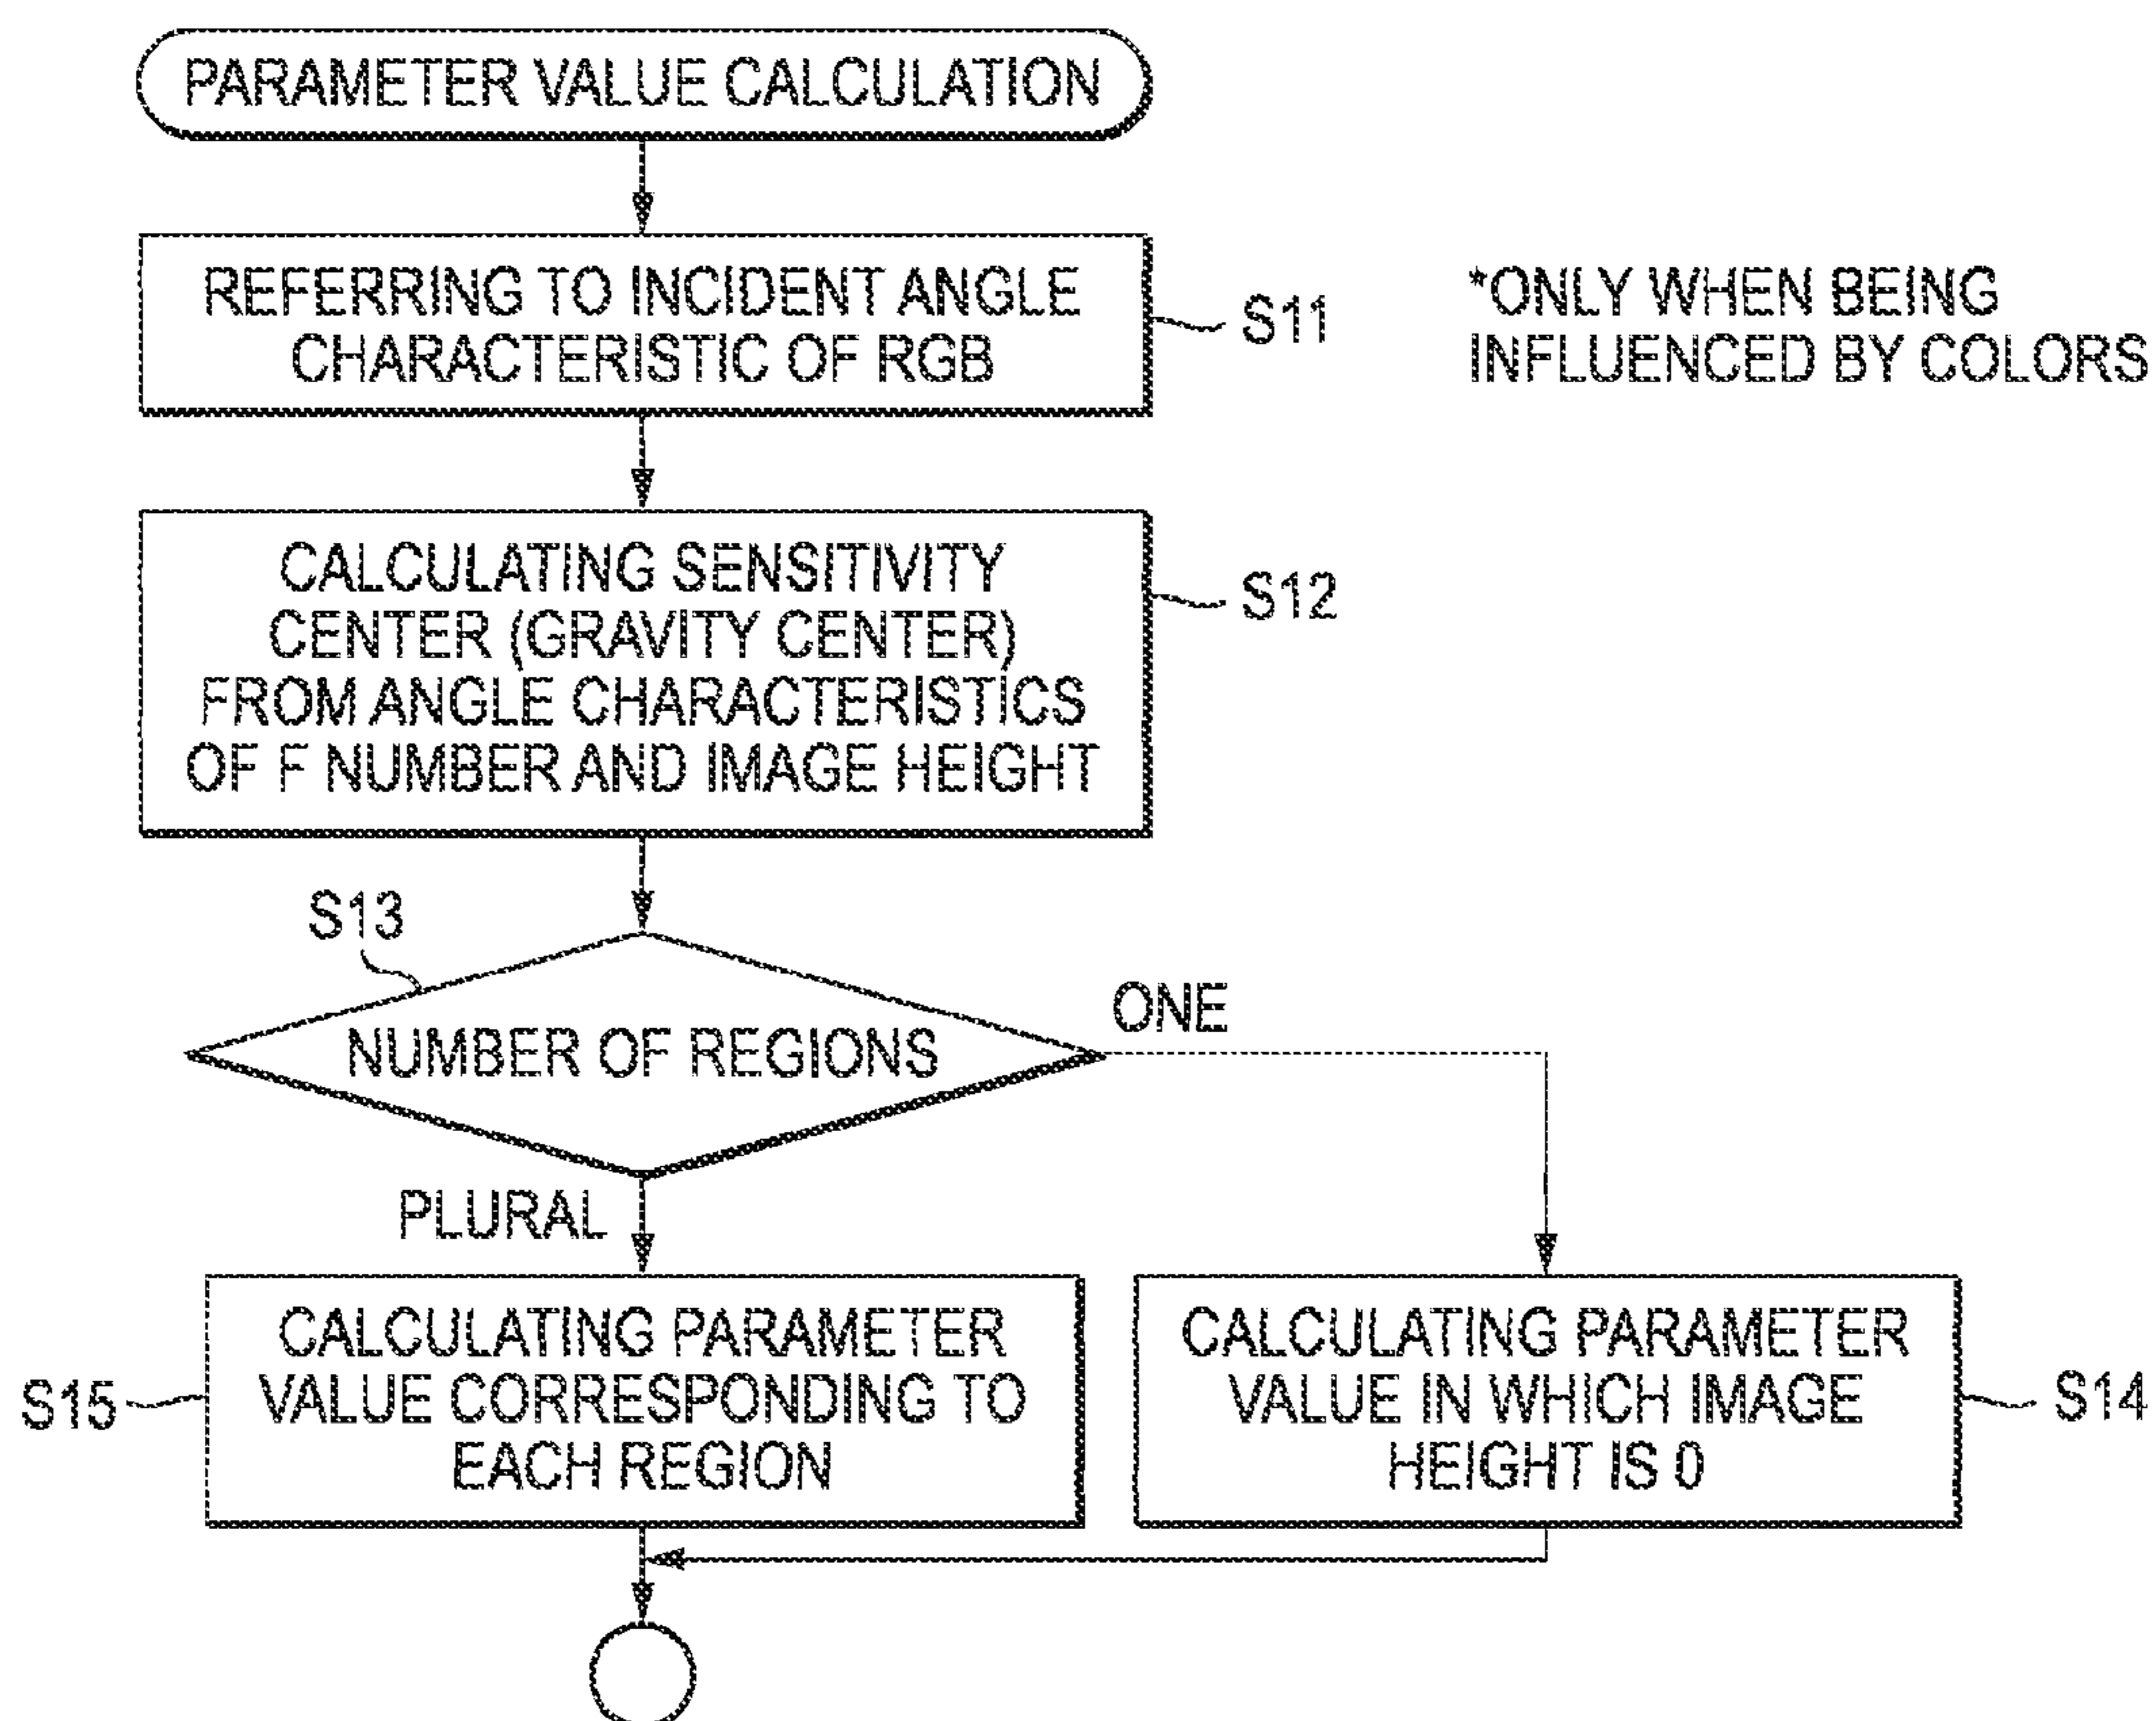 PARAMETER VALUE CALCULATION
REFERRING TO INCIDENT ANGLE
CHARACTERISTIC OF RGB
S11
*ONLY WHEN BEING
INFLUENCED BY COLORS
CALCULATING SENSITIVITY
CENTER (GRAVITY CENTER)
FROM ANGLE CHARACTERISTICS
OF F NUMBER AND IMAGE HEIGHT
S12
S13
NUMBER OF REGIONS
ONE
PLURAL
CALCULATING PARAMETER
VALUE CORRESPONDING TO
EACH REGION
S15
CALCULATING PARAMETER
VALUE IN WHICH IMAGE
HEIGHT IS 0
S14